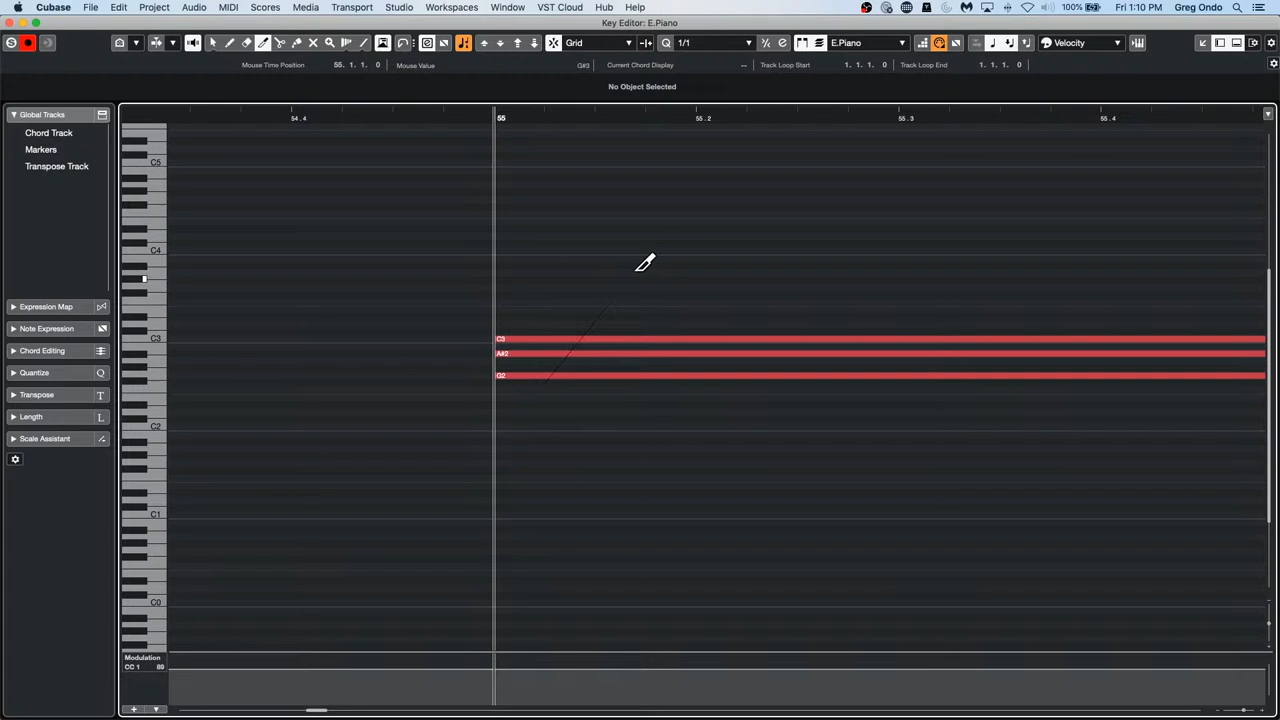 Cubase File Edit Project Audio MIDI Scores Media Transport Studio Workspaces Window VST Cloud Hub Help 100% Fri 1:10 PM Greg Ondo
Key Editor: E.Piano
Grid 1/1 E.Piano Velocity
Mouse Time Position 55. 1. 1. 0 Mouse Value G#3 Current Chord Display -- Track Loop Start 1. 1. 1. 0 Track Loop End 1. 1. 1. 0
No Object Selected
Global Tracks
54.4 55 55.2 55.3 55.4
Chord Track
Markers
Transpose Track
C5
C4
Expression Map
Note Expression
C3 C3
Chord Editing
A#2
Quantize Q
G2
Transpose T
Length L
C2
Scale Assistant
C1
C0
Modulation
CC 1 89